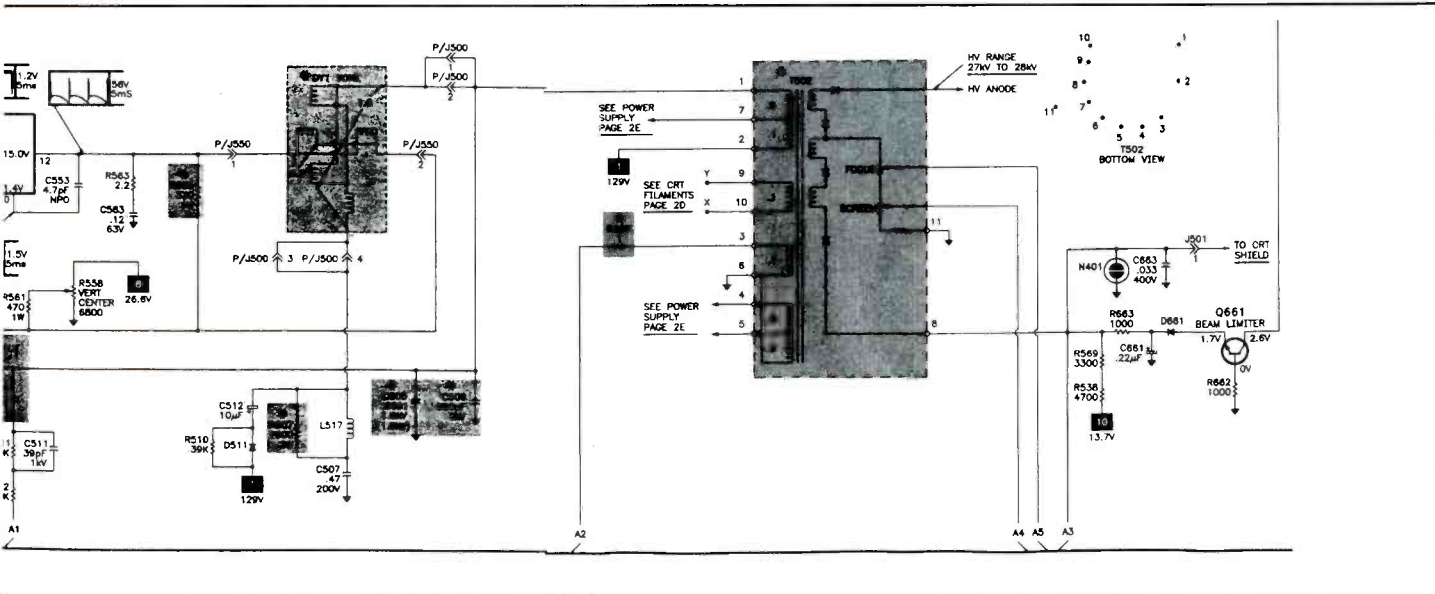 1.2V
5ms
56V
5mS
15.0V
12
1.4V
C553
4.7pF
NPO
R563
2.2
C563
.12
63V
P/J550
1
P/J550
2
P/J500
1
P/J500
2
P/J500 3
P/J500 4
1.5V
5ms
R561
470
1W
R558
VERT
CENTER
6800
6
26.6V
C511
39pF
1kV
A1
R510
39K
C512
10µF
D511
129V
L517
C507
.47
200V
SEE POWER
SUPPLY
PAGE 2E
1
129V
SEE CRT
FILAMENTS
PAGE 2D
Y
X
SEE POWER
SUPPLY
PAGE 2E
A2
1
7
2
9
10
3
6
4
5
T502
FOCUS
SCREEN
11
8
HV RANGE
27kV TO 28kV
HV ANODE
10
9
8
7
11
6
5
4
3
2
1
T502
BOTTOM VIEW
N401
C663
.033
400V
J501
1
TO CRT
SHIELD
R663
1000
D661
C661
.22µF
Q661
BEAM LIMITER
1.7V
2.6V
0V
R662
1000
R569
3300
R538
4700
10
13.7V
A4
A5
A3